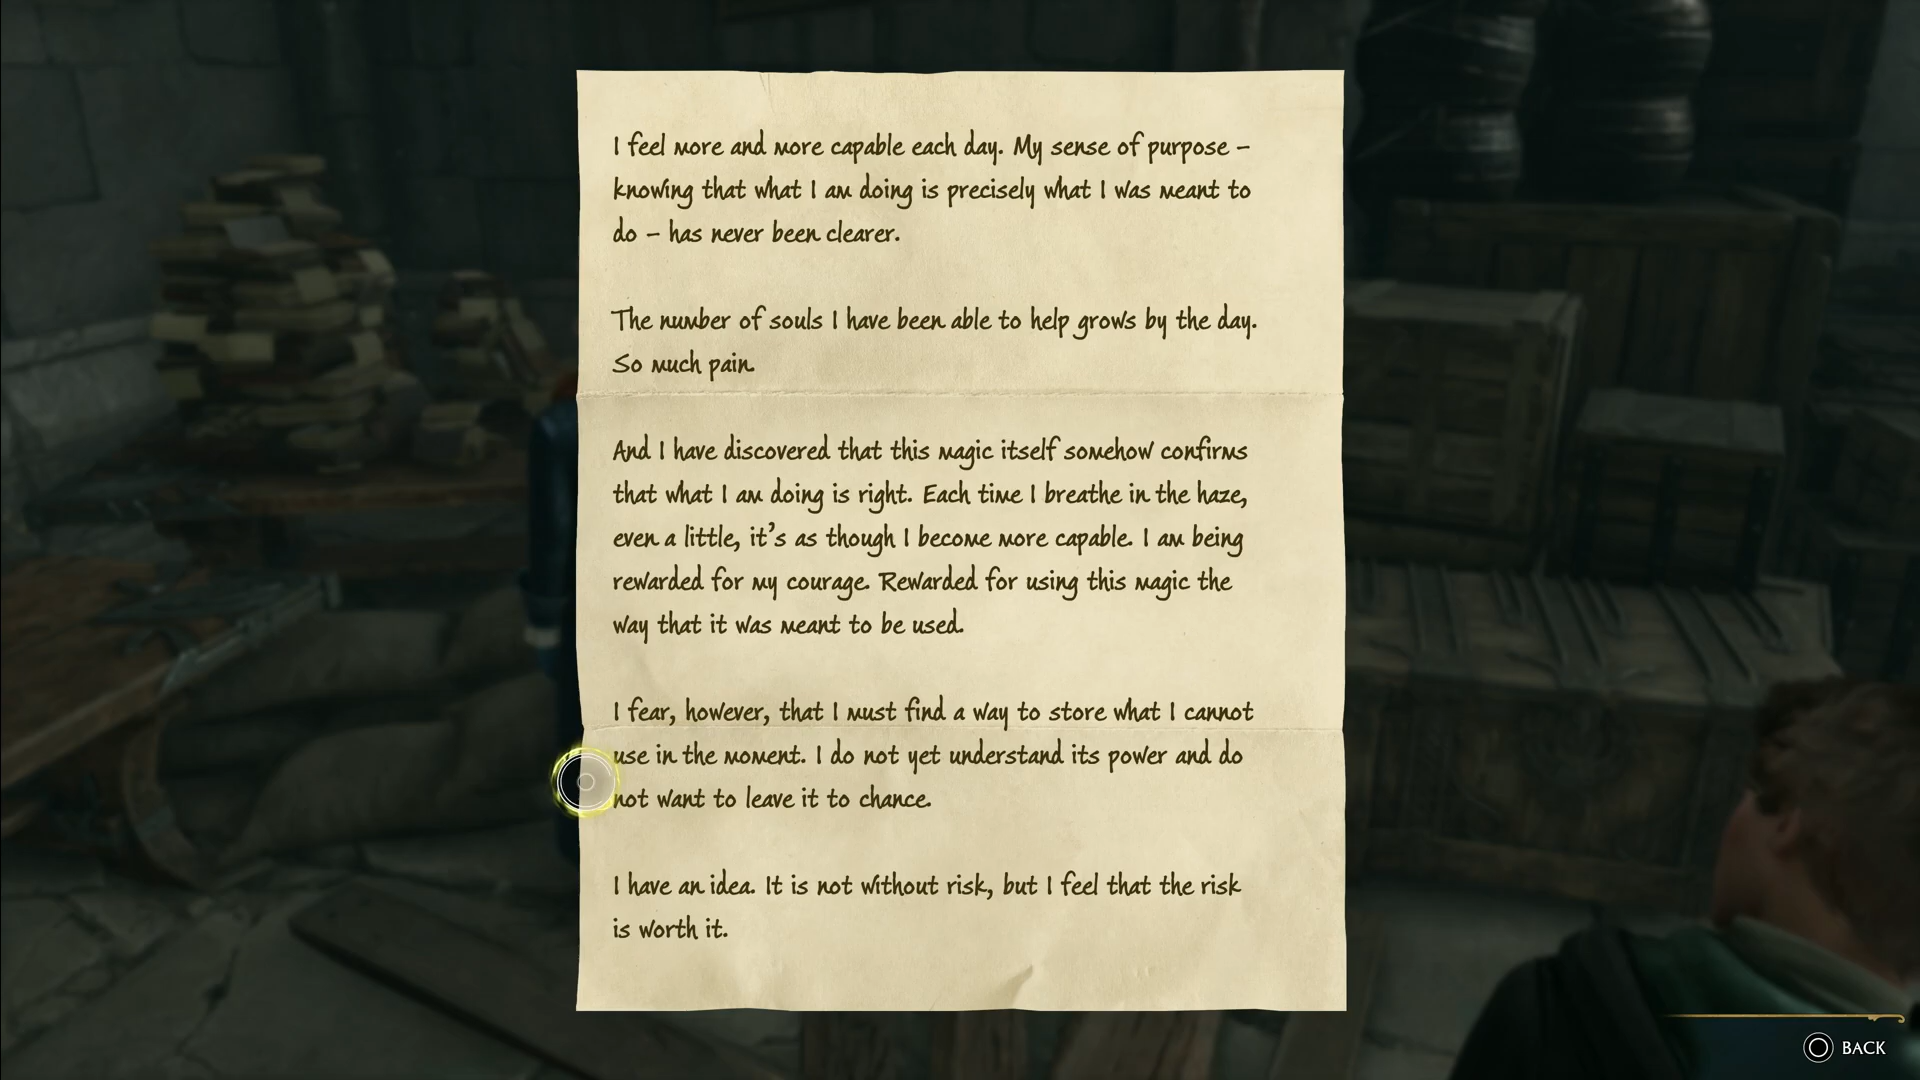 I feel more and more capable each day. My sense of purpose –
knowing that what I am doing is precisely what I was meant to
do – has never been clearer.
The number of souls I have been able to help grows by the day.
So much pain.
And I have discovered that this magic itself somehow confirms
that what I am doing is right. Each time I breathe in the haze,
even a little, it's as though I become more capable. I am being
rewarded for my courage. Rewarded for using this magic the
way that it was meant to be used.
I fear, however, that I must find a way to store what I cannot
use in the moment. I do not yet understand its power and do
not want to leave it to chance.
I have an idea. It is not without risk, but I feel that the risk
is worth it.
BACK